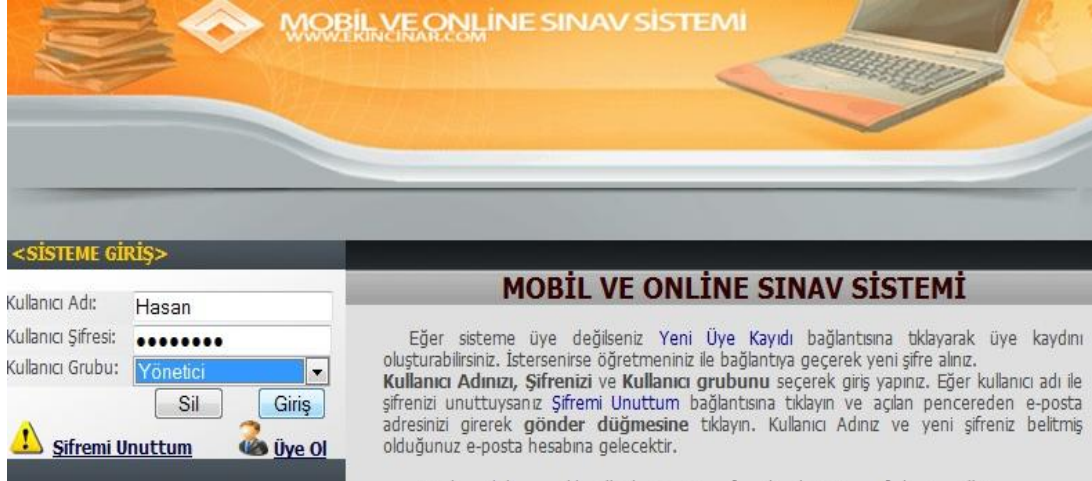 MOBİL VE ONLİNE SINAV SİSTEMİ
WWW.EKINCINAR.COM
<SİSTEME GİRİŞ>
Kullanıcı Adı: Hasan
Kullanıcı Şifresi: ••••••••
Kullanıcı Grubu: Yönetici
Sil Giriş
Şifremi Unuttum Üye Ol
MOBİL VE ONLİNE SINAV SİSTEMİ
Eğer sisteme üye değilseniz Yeni Üye Kayıdı bağlantısına tıklayarak üye kaydını
oluşturabilirsiniz. İstersenirse öğretmeniniz ile bağlantıya geçerek yeni şifre alınız.
Kullanıcı Adınızı, Şifrenizi ve Kullanıcı grubunu seçerek giriş yapınız. Eğer kullanıcı adı ile
şifrenizi unuttuysanız Şifremi Unuttum bağlantısına tıklayın ve açılan pencereden e-posta
adresinizi girerek gönder düğmesine tıklayın. Kullanıcı Adınız ve yeni şifreniz belitmiş
olduğunuz e-posta hesabına gelecektir.